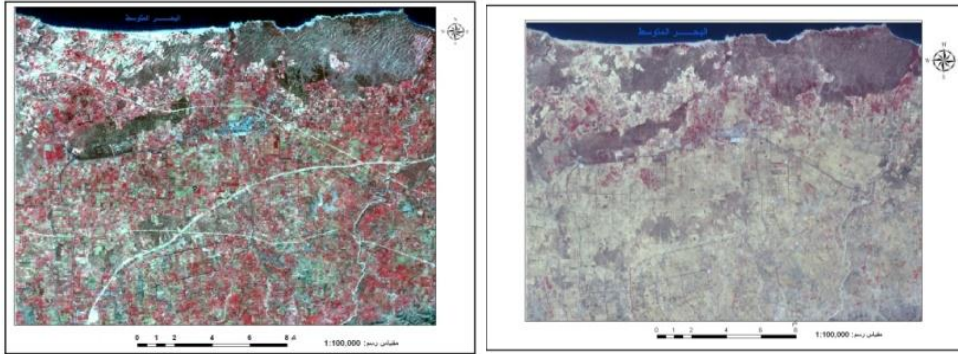 البحر المتوسط
N
S
0 1 2 4 6 8 كم
مقياس رسم: 1:100,000
البحر المتوسط
N
S
0 1 2 4 6 8
مقياس رسم: 1:100,000